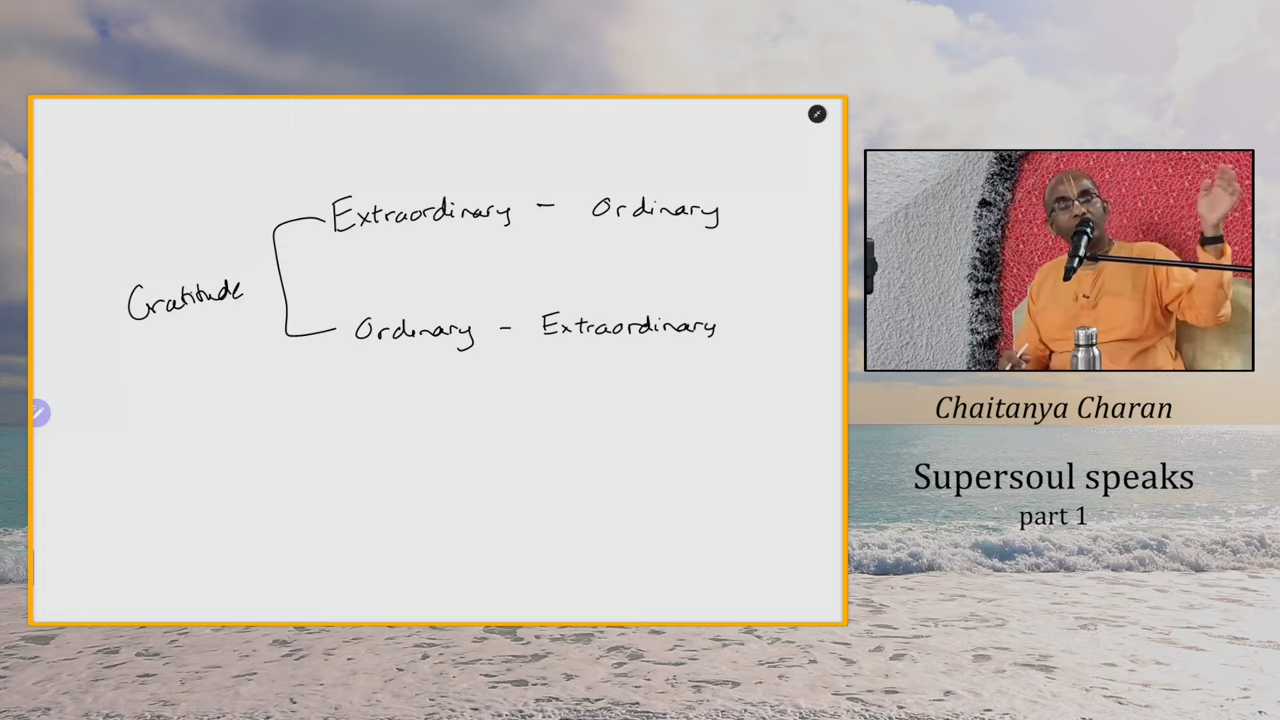 Extraordinary - Ordinary
Gratitude
Ordinary - Extraordinary
Chaitanya Charan
Supersoul speaks
part 1